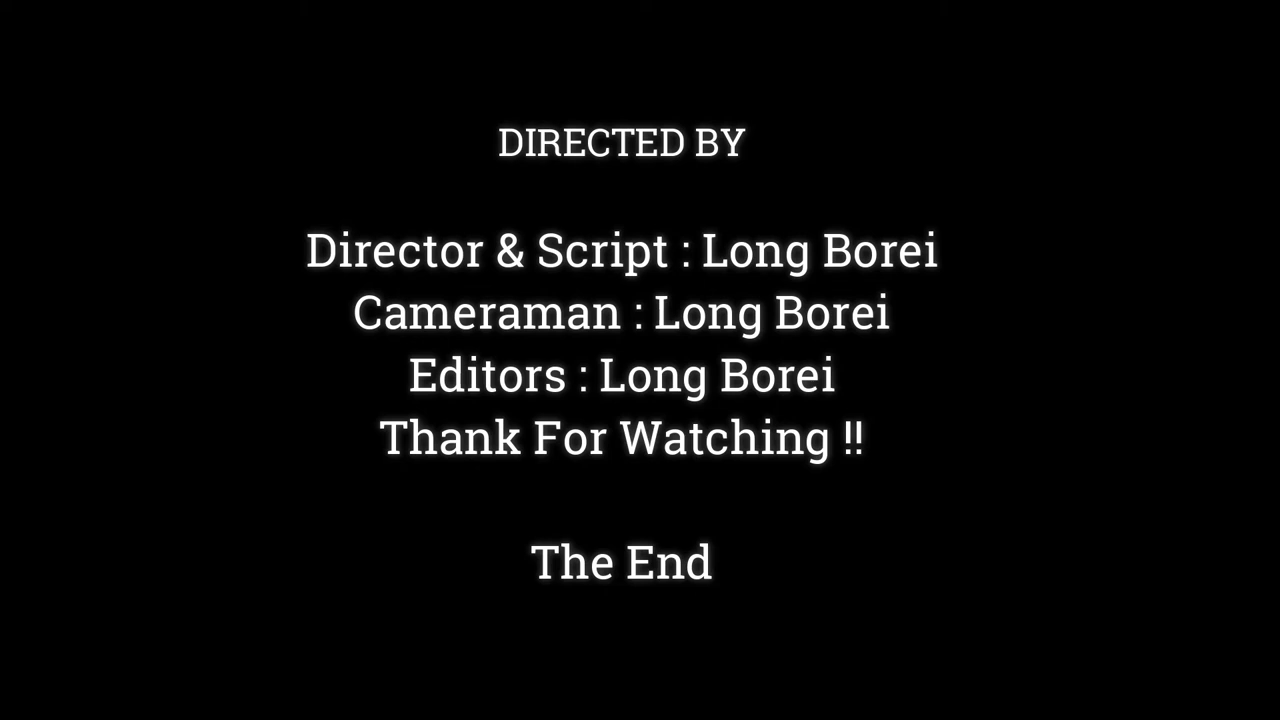 DIRECTED BY
Director & Script : Long Borei
Cameraman : Long Borei
Editors : Long Borei
Thank For Watching !!
The End